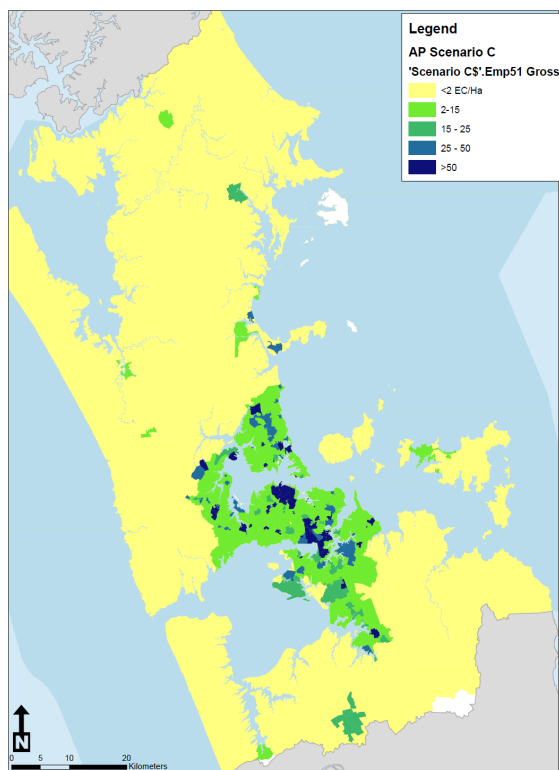 Legend
AP Scenario C
'Scenario C$'.Emp51 Gross
<2 EC/Ha
2-15
15 - 25
25 - 50
>50
N
0 5 10 20
Kilometers